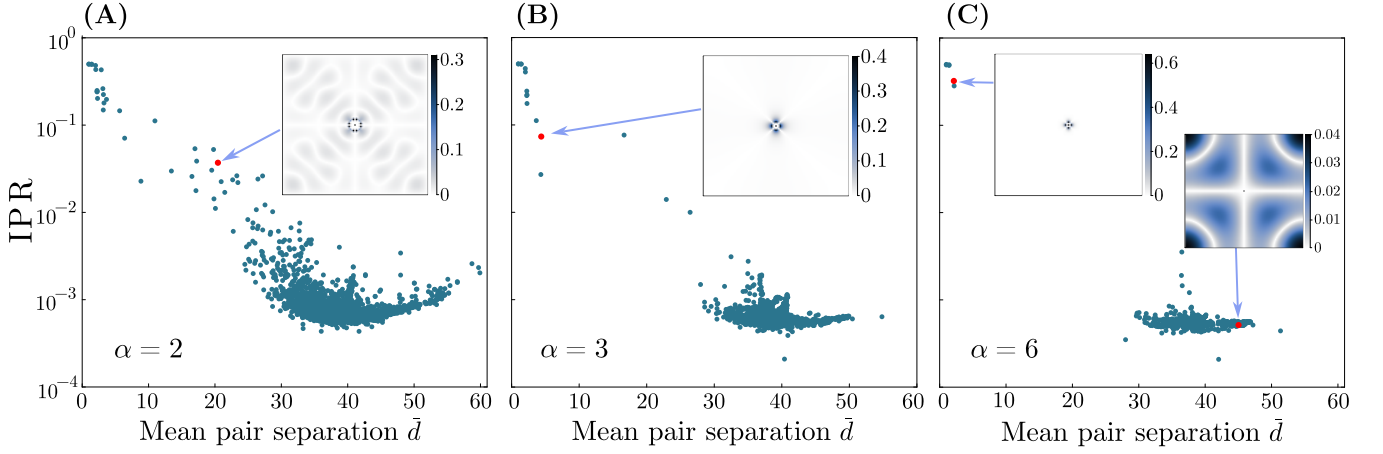 (A)
(B)
(C)
IPR
10⁰
10⁻¹
10⁻²
10⁻³
10⁻⁴
0.3
0.2
0.1
0
α = 2
0 10 20 30 40 50 60
Mean pair separation d̄
0.4
0.3
0.2
0.1
0
α = 3
0 10 20 30 40 50 60
Mean pair separation d̄
0.6
0.4
0.2
0
0.04
0.03
0.02
0.01
0
α = 6
0 10 20 30 40 50 60
Mean pair separation d̄